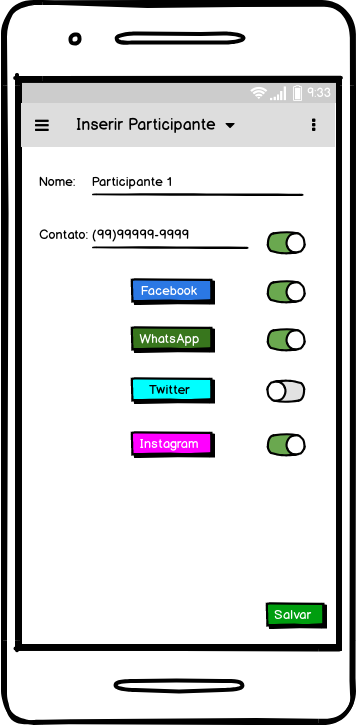 9:33
Inserir Participante
Nome: Participante 1
Contato: (99)99999-9999
Facebook
WhatsApp
Twitter
Instagram
Salvar